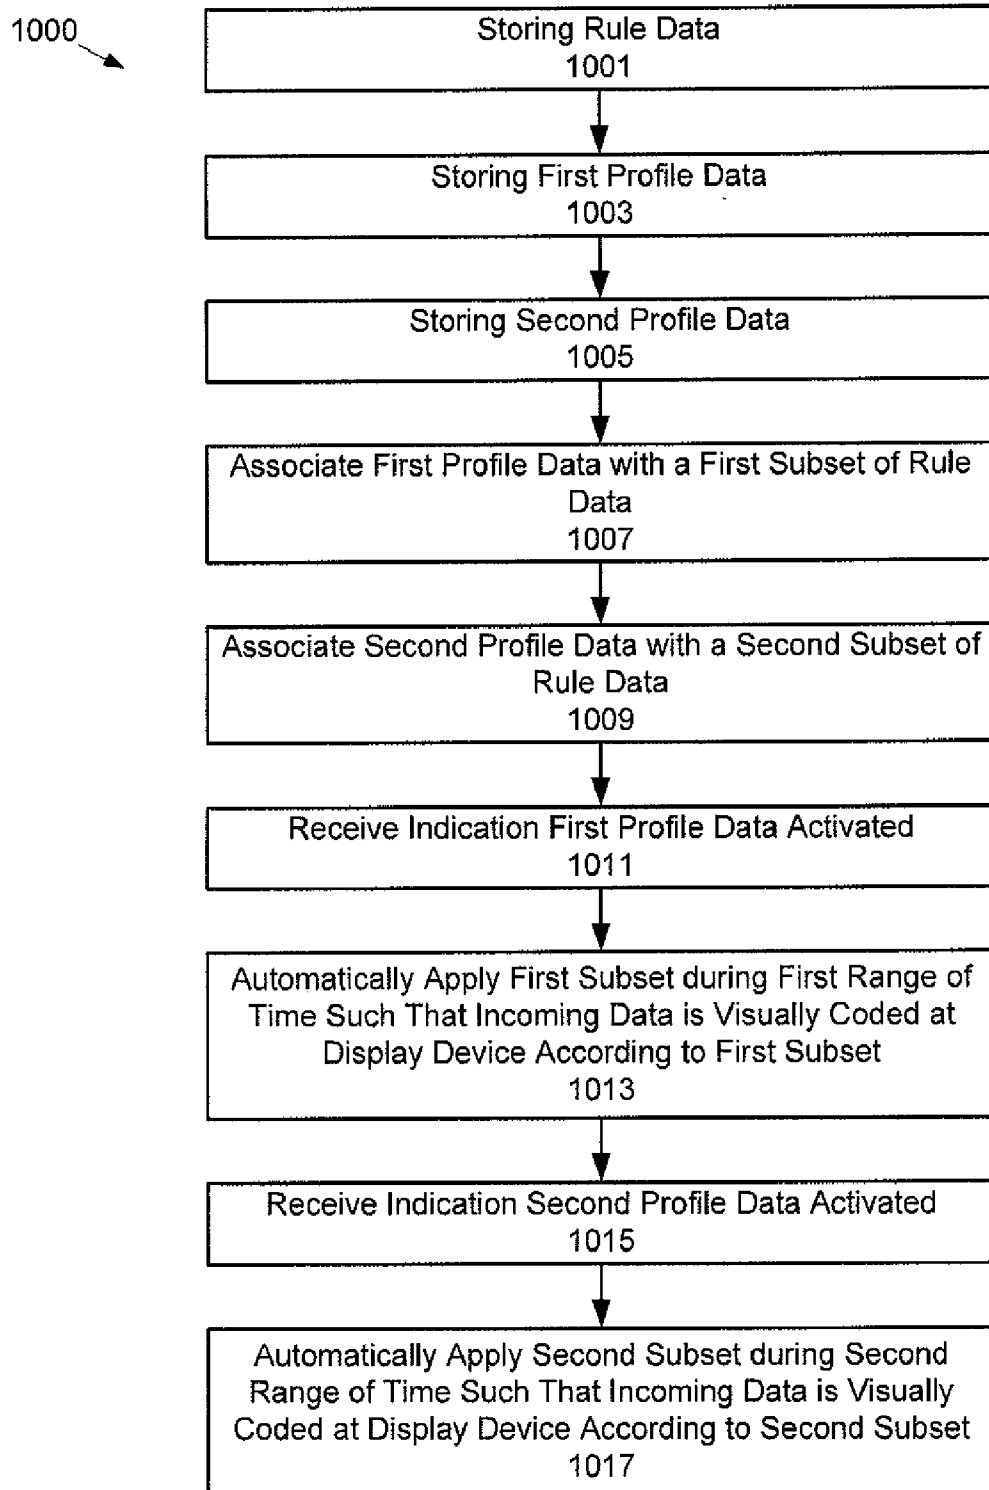 1000
Storing Rule Data
1001
Storing First Profile Data
1003
Storing Second Profile Data
1005
Associate First Profile Data with a First Subset of Rule
Data
1007
Associate Second Profile Data with a Second Subset of
Rule Data
1009
Receive Indication First Profile Data Activated
1011
Automatically Apply First Subset during First Range of
Time Such That Incoming Data is Visually Coded at
Display Device According to First Subset
1013
Receive Indication Second Profile Data Activated
1015
Automatically Apply Second Subset during Second
Range of Time Such That Incoming Data is Visually
Coded at Display Device According to Second Subset
1017